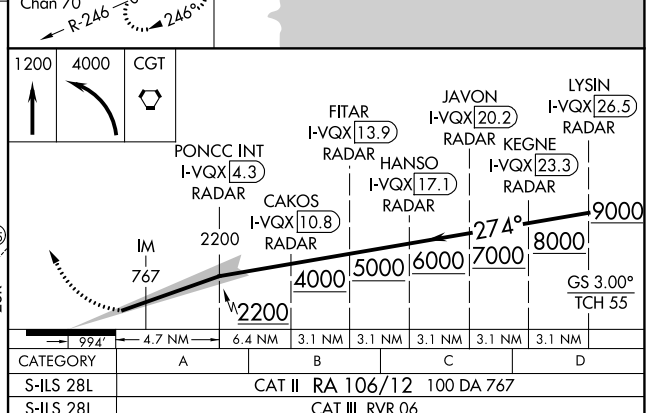 Chan 70
R-246
246°
1200 4000 CGT
LYSIN
I-VQX 26.5
RADAR
JAVON
I-VQX 20.2
RADAR
FITAR
I-VQX 13.9
RADAR
KEGNE
I-VQX 23.3
RADAR
HANSO
I-VQX 17.1
RADAR
PONCC INT
I-VQX 4.3
RADAR
CAKOS
I-VQX 10.8
RADAR
IM
767
2200
274°
9000
8000
7000
6000
5000
4000
2200
GS 3.00°
TCH 55
994' 4.7 NM 6.4 NM 3.1 NM 3.1 NM 3.1 NM 3.1 NM 3.1 NM
CATEGORY A B C D
S-ILS 28L CAT II RA 106/12 100 DA 767
S-ILS 28L CAT III RVR 06